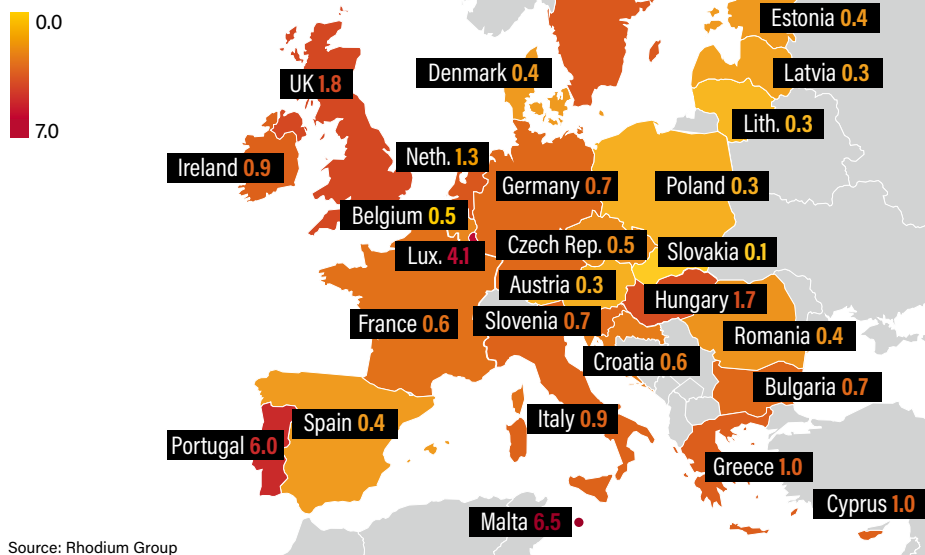 0.0
7.0
Estonia 0.4
Denmark 0.4
Latvia 0.3
UK 1.8
Lith. 0.3
Neth. 1.3
Ireland 0.9
Germany 0.7
Poland 0.3
Belgium 0.5
Czech Rep. 0.5
Slovakia 0.1
Lux. 4.1
Austria 0.3
Hungary 1.7
France 0.6
Slovenia 0.7
Romania 0.4
Croatia 0.6
Bulgaria 0.7
Italy 0.9
Spain 0.4
Portugal 6.0
Greece 1.0
Cyprus 1.0
Malta 6.5
Source: Rhodium Group